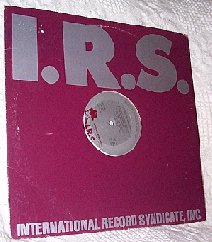 I.R.S.
INTERNATIONAL RECORD SYNDICATE, INC